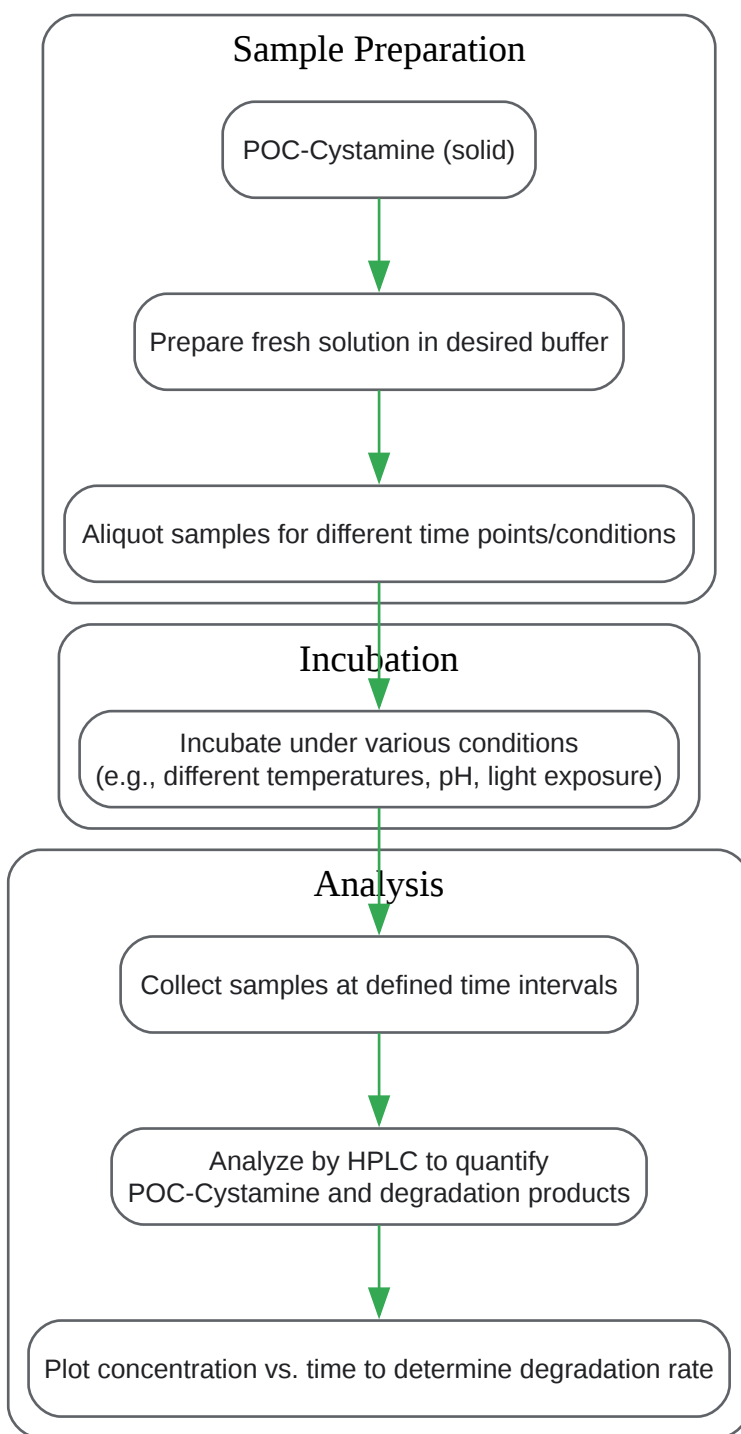 Sample Preparation
POC-Cystamine (solid)
Prepare fresh solution in desired buffer
Aliquot samples for different time points/conditions
Incubation
Incubate under various conditions
(e.g., different temperatures, pH, light exposure)
Analysis
Collect samples at defined time intervals
Analyze by HPLC to quantify
POC-Cystamine and degradation products
Plot concentration vs. time to determine degradation rate